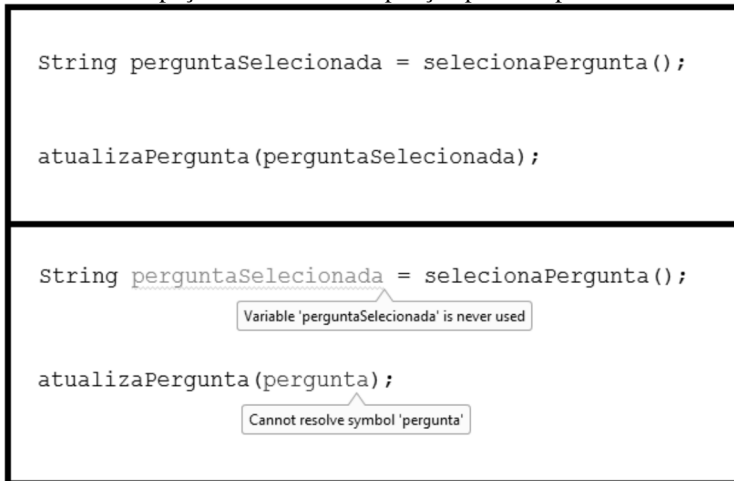 String perguntaSelecionada = selecionaPergunta();
atualizaPergunta(perguntaSelecionada);
String perguntaSelecionada = selecionaPergunta();
Variable 'perguntaSelecionada' is never used
atualizaPergunta(pergunta);
Cannot resolve symbol 'pergunta'